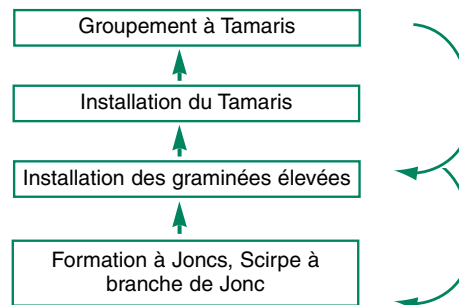 Groupement à Tamaris
Installation du Tamaris
Installation des graminées élevées
Formation à Joncs, Scirpe à
branche de Jonc